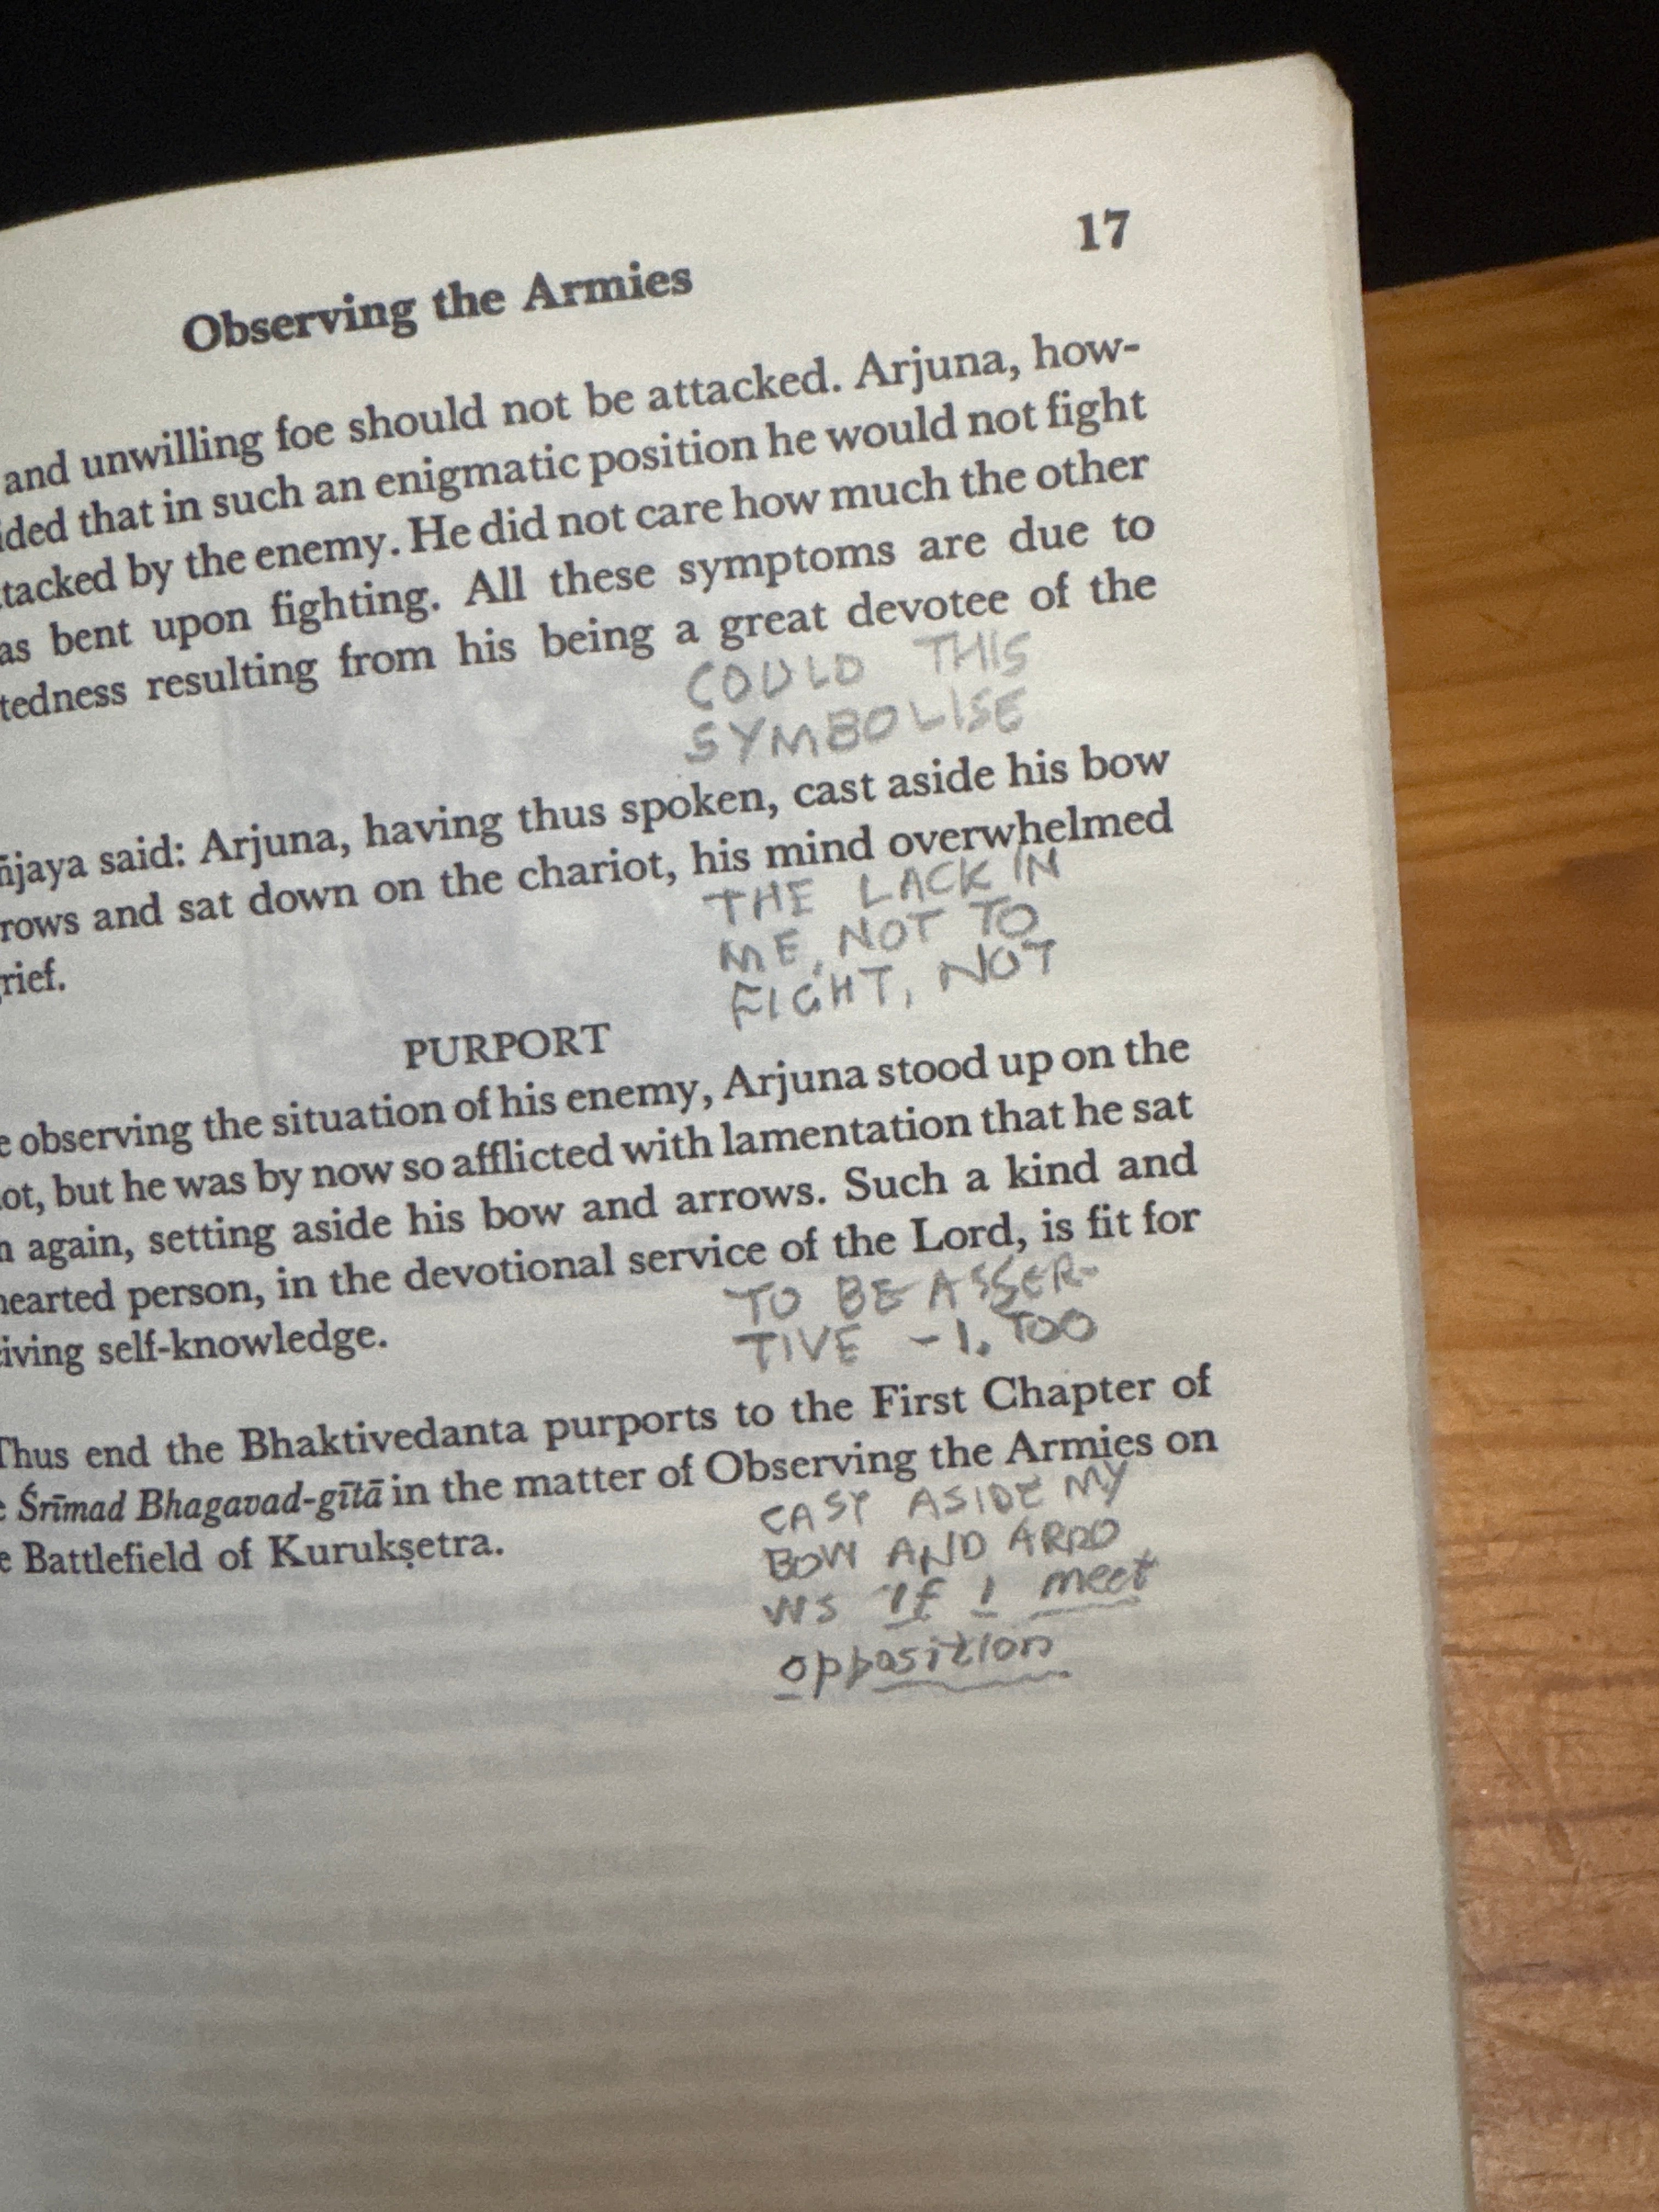 17
Observing the Armies
and unwilling foe should not be attacked. Arjuna, how-
ided that in such an enigmatic position he would not fight
tacked by the enemy. He did not care how much the other
as bent upon fighting. All these symptoms are due to
tedness resulting from his being a great devotee of the
COULD THIS
SYMBOLISE
ñjaya said: Arjuna, having thus spoken, cast aside his bow
rrows and sat down on the chariot, his mind overwhelmed
THE LACK IN
rief.
ME, NOT TO
FIGHT, NOT
PURPORT
e observing the situation of his enemy, Arjuna stood up on the
ot, but he was by now so afflicted with lamentation that he sat
n again, setting aside his bow and arrows. Such a kind and
hearted person, in the devotional service of the Lord, is fit for
TO BE ASSER-
eiving self-knowledge.
TIVE - I, TOO
Thus end the Bhaktivedanta purports to the First Chapter of
e Śrīmad Bhagavad-gītā in the matter of Observing the Armies on
CAST ASIDE MY
e Battlefield of Kurukṣetra.
BOW AND ARRO
WS If I meet
opposition